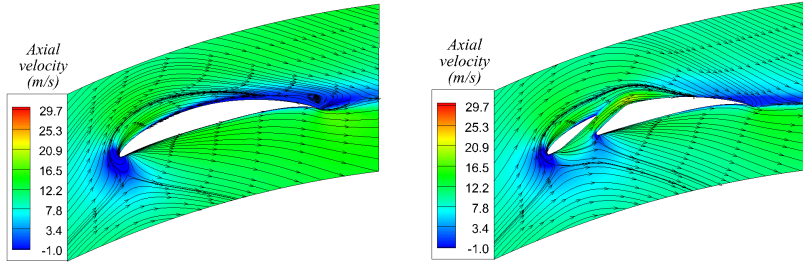 Axial
velocity
(m/s)
29.7
25.3
20.9
16.5
12.2
7.8
3.4
-1.0
Axial
velocity
(m/s)
29.7
25.3
20.9
16.5
12.2
7.8
3.4
-1.0